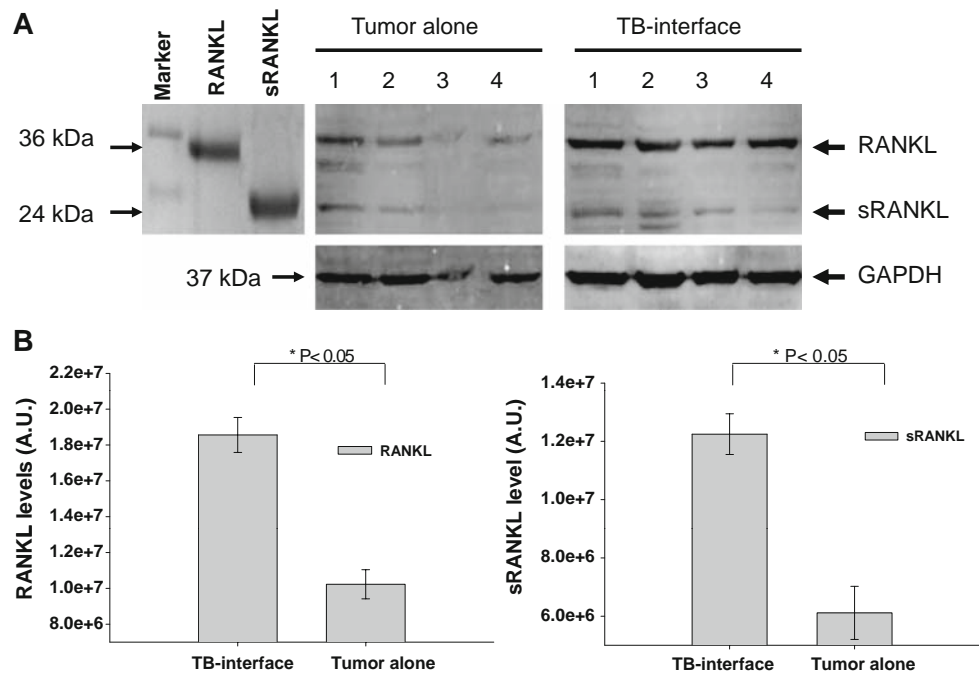 A
Marker
RANKL
sRANKL
Tumor alone
TB-interface
1 2 3 4
1 2 3 4
36 kDa
RANKL
24 kDa
sRANKL
37 kDa
GAPDH
B
* P< 0.05
2.2e+7
2.0e+7
1.8e+7
1.6e+7
1.4e+7
1.2e+7
1.0e+7
8.0e+6
RANKL levels (A.U.)
RANKL
TB-interface Tumor alone
* P< 0.05
1.4e+7
1.2e+7
1.0e+7
8.0e+6
6.0e+6
sRANKL level (A.U.)
sRANKL
TB-interface Tumor alone